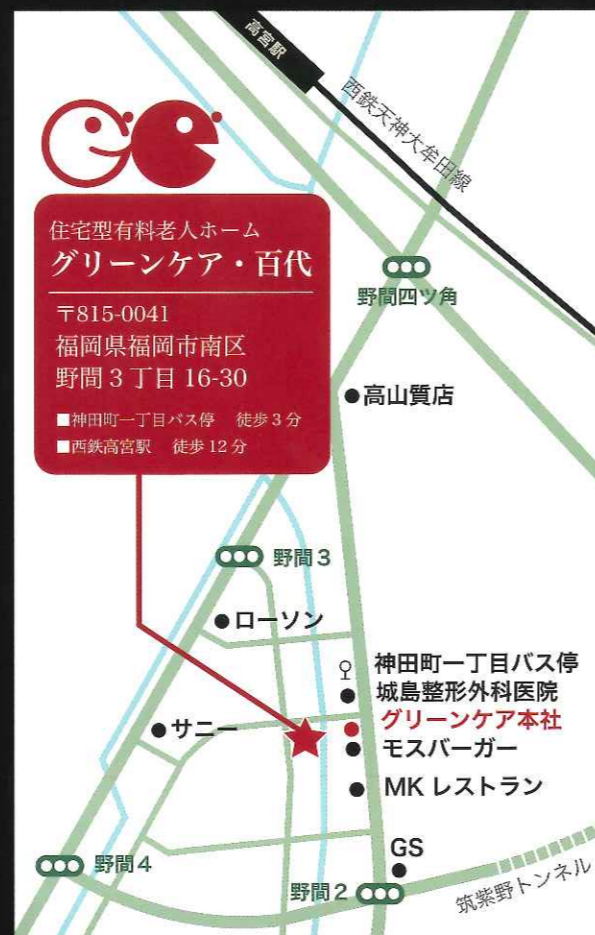 高宮駅
西鉄天神大牟田線
住宅型有料老人ホーム
グリーンケア・百代
〒815-0041
福岡県福岡市南区
野間3丁目16-30
■神田町一丁目バス停 徒歩3分
■西鉄高宮駅 徒歩12分
野間四ツ角
●高山質店
野間3
●ローソン
神田町一丁目バス停
●城島整形外科医院
●グリーンケア本社
●サニー
●モスバーガー
●MKレストラン
GS
野間4
野間2
筑紫野トンネル